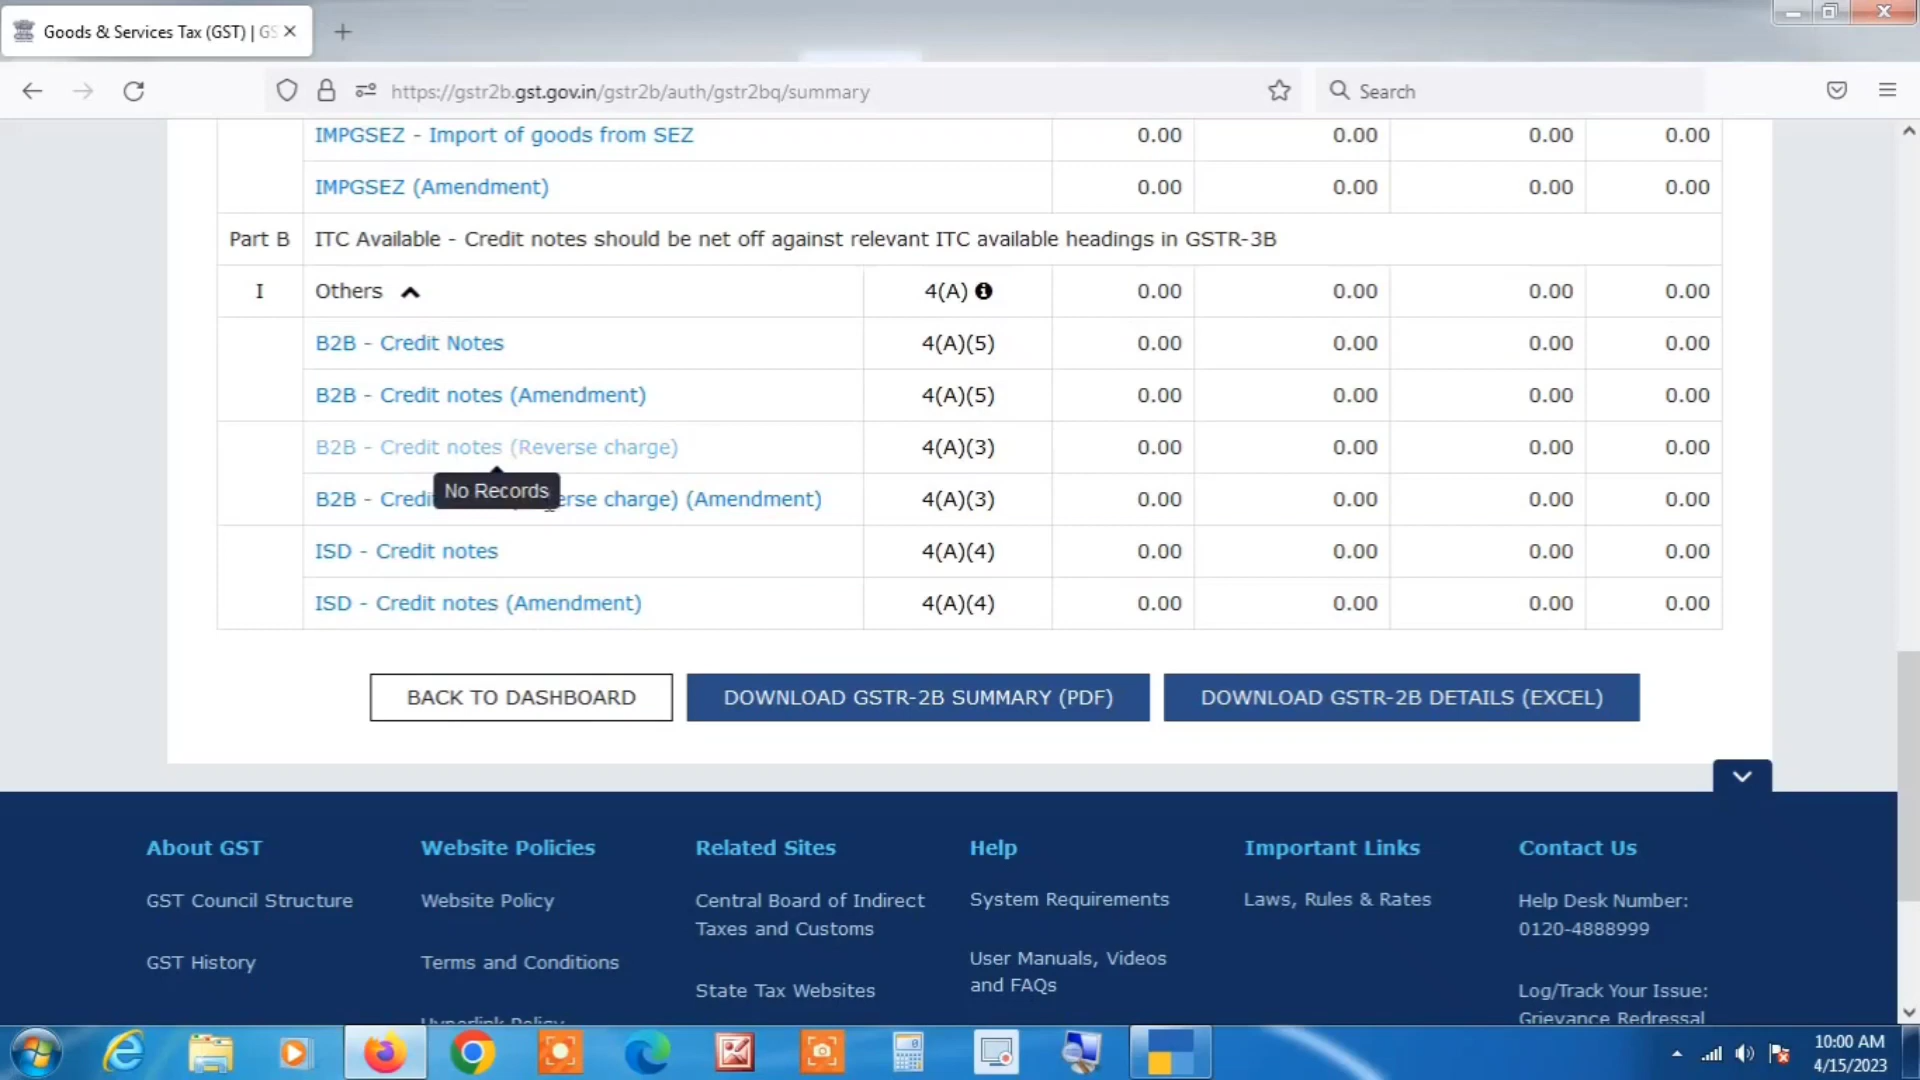 Goods & Services Tax (GST) | GS
https://gstr2b.gst.gov.in/gstr2b/auth/gstr2bq/summary
Search
IMPGSEZ - Import of goods from SEZ 0.00 0.00 0.00 0.00
IMPGSEZ (Amendment) 0.00 0.00 0.00 0.00
Part B ITC Available - Credit notes should be net off against relevant ITC available headings in GSTR-3B
I Others 4(A) 0.00 0.00 0.00 0.00
B2B - Credit Notes 4(A)(5) 0.00 0.00 0.00 0.00
B2B - Credit notes (Amendment) 4(A)(5) 0.00 0.00 0.00 0.00
B2B - Credit notes (Reverse charge) 4(A)(3) 0.00 0.00 0.00 0.00
No Records
B2B - Credi erse charge) (Amendment) 4(A)(3) 0.00 0.00 0.00 0.00
ISD - Credit notes 4(A)(4) 0.00 0.00 0.00 0.00
ISD - Credit notes (Amendment) 4(A)(4) 0.00 0.00 0.00 0.00
BACK TO DASHBOARD DOWNLOAD GSTR-2B SUMMARY (PDF) DOWNLOAD GSTR-2B DETAILS (EXCEL)
About GST
GST Council Structure
GST History
Website Policies
Website Policy
Terms and Conditions
Hyperlink Policy
Related Sites
Central Board of Indirect
Taxes and Customs
State Tax Websites
Help
System Requirements
User Manuals, Videos
and FAQs
Important Links
Laws, Rules & Rates
Contact Us
Help Desk Number:
0120-4888999
Log/Track Your Issue:
Grievance Redressal
10:00 AM
4/15/2023